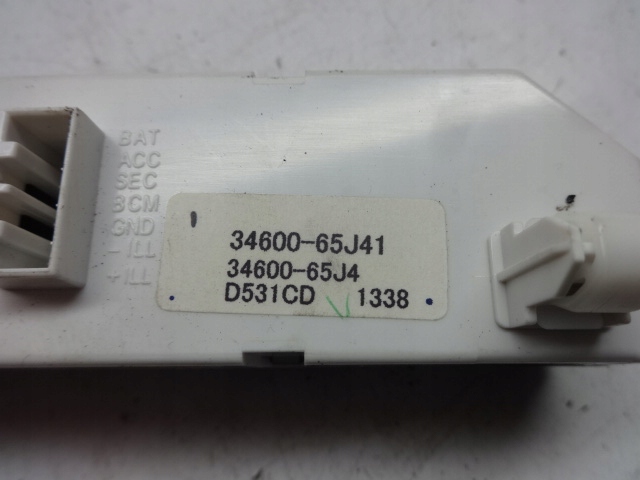 BAT
ACC
SEC
BCM
GND
- ILL
+ ILL
34600-65J41
34600-65J4
D531CD 1338